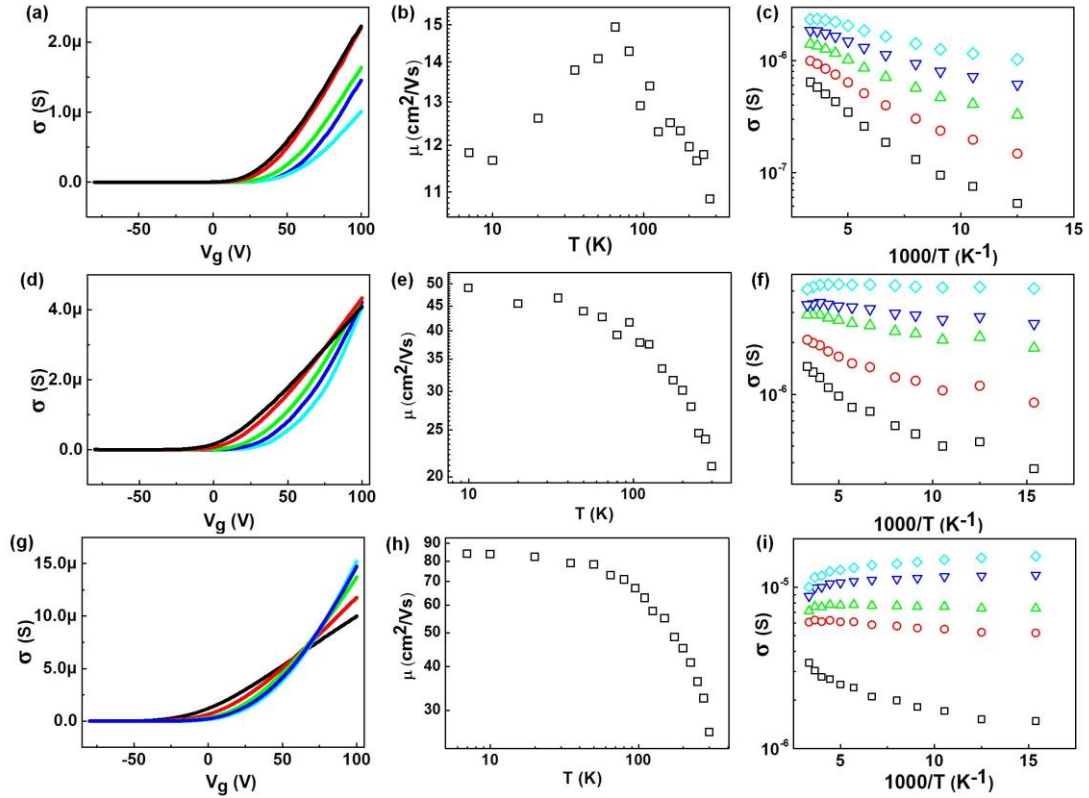 (a)
2.0μ
1.0μ
0.0
σ (S)
-50 0 50 100
Vg (V)
(b)
15
14
13
12
11
μ (cm²/Vs)
10 100
T (K)
(c)
10⁻⁶
10⁻⁷
σ (S)
5 10 15
1000/T (K⁻¹)
(d)
4.0μ
2.0μ
0.0
σ (S)
-50 0 50 100
Vg (V)
(e)
50
45
40
35
30
25
20
μ (cm²/Vs)
10 100
T (K)
(f)
10⁻⁶
σ (S)
5 10 15
1000/T (K⁻¹)
(g)
15.0μ
10.0μ
5.0μ
0.0
σ (S)
-50 0 50 100
Vg (V)
(h)
90
80
70
60
50
40
30
μ (cm²/Vs)
10 100
T (K)
(i)
10⁻⁵
10⁻⁶
σ (S)
5 10 15
1000/T (K⁻¹)